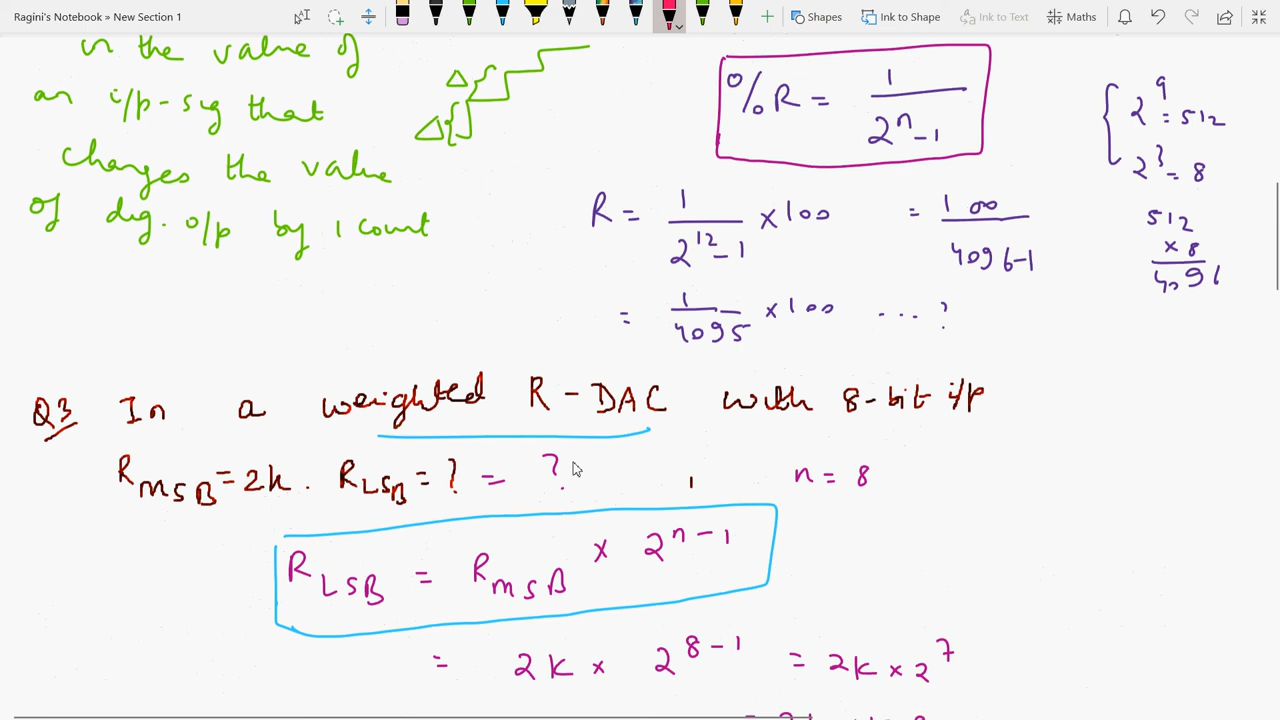 Ragini's Notebook » New Section 1
Shapes
Ink to Shape
Ink to Text
Maths
in the value of
an i/p-sig that
changes the value
of dig. o/p by 1 count
%R = 1 / 2^n-1
2^9 = 512
2^3 = 8
512
x 8
4096
R = 1 / 2^12-1 x 100 = 100 / 4096-1
= 1 / 4095 x 100 ... ?
Q3 In a weighted R - DAC with 8-bit i/p
R_MSB = 2k. R_LSB = ? = ? n = 8
R_LSB = R_MSB x 2^n-1
= 2k x 2^8-1 = 2k x 2^7